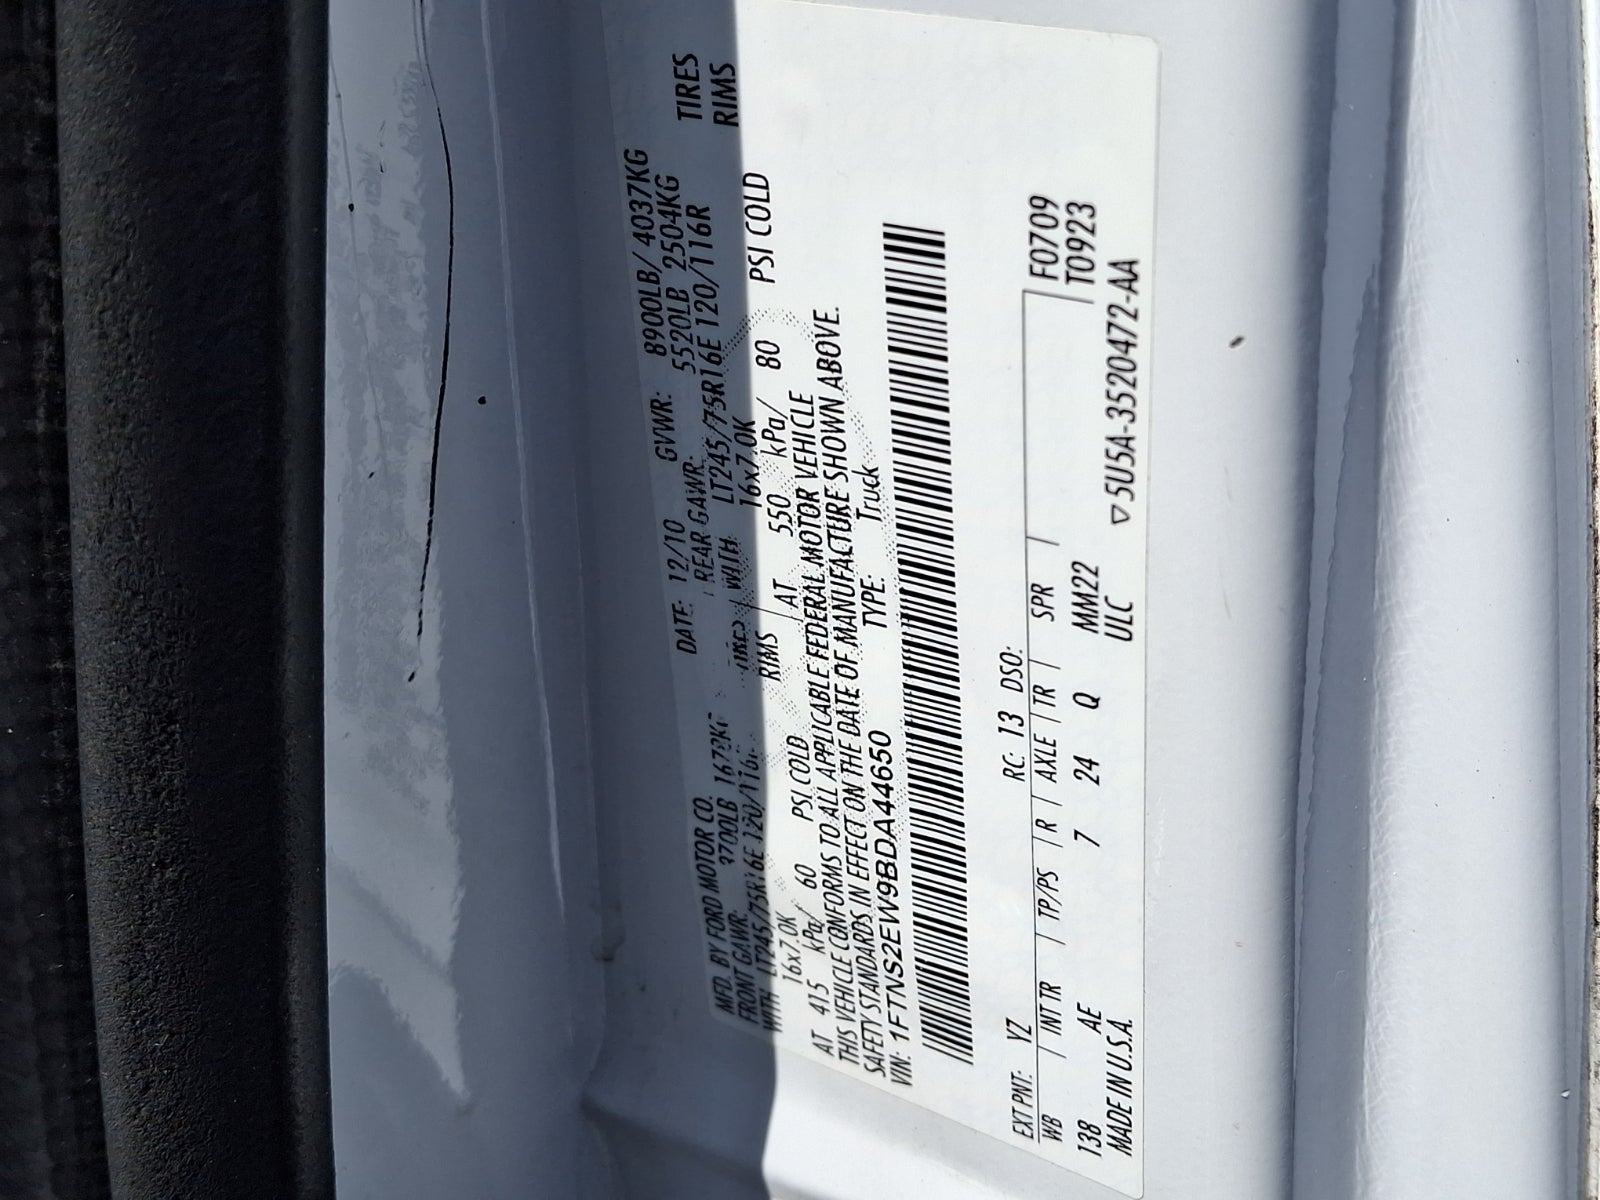 MFD. BY FORD MOTOR CO. DATE: 12/10 GVWR: 8900LB/ 4037KG
FRONT GAWR: 3700LB 1678KG REAR GAWR: 5520LB 2504KG
WITH LT245/75R16E 120/116R TIRES WITH LT245/75R16E 120/116R TIRES
16x7.0K RIMS 16x7.0K RIMS
AT 415 kPa/ 60 PSI COLD AT 550 kPa/ 80 PSI COLD
THIS VEHICLE CONFORMS TO ALL APPLICABLE FEDERAL MOTOR VEHICLE
SAFETY STANDARDS IN EFFECT ON THE DATE OF MANUFACTURE SHOWN ABOVE.
VIN: 1FTNS2EW9BDA44650 TYPE: Truck
EXT PNT: YZ RC: 13 DSO: F0709
WB / INT TR / TP/PS / R / AXLE / TR / SPR / T0923
138 AE 7 24 Q MM22
MADE IN U.S.A. ULC ▽5U5A-3520472-AA